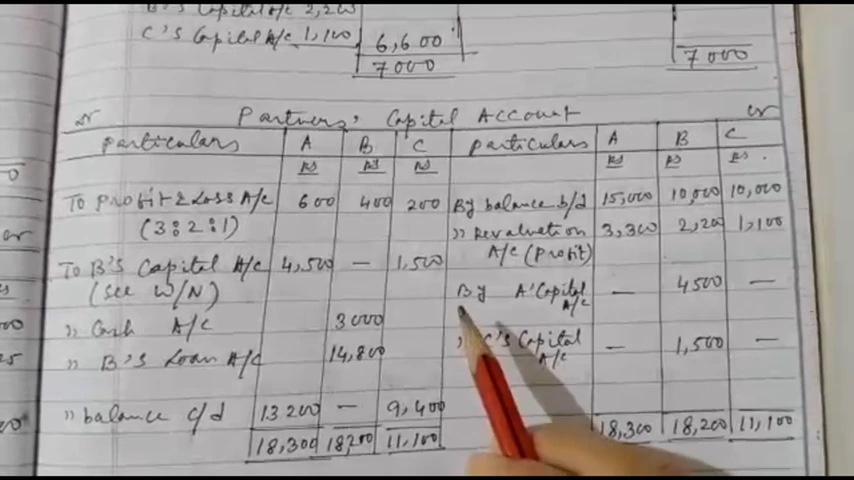 B'S Capital A/c 2,200
C'S Capital A/c 1,100 6,600
7000 7000
Dr Partners' Capital Account Cr
Particulars A B C Particulars A B C
Rs Rs Rs Rs Rs Rs
To Profit & Loss A/c 600 400 200 By balance b/d 15,000 10,000 10,000
(3:2:1) " Revaluation 3,300 2,200 1,100
A/c (Profit)
To B'S Capital A/c 4,500 — 1,500
(See W/N) By A' Capital A/c — 4500 —
" Cash A/c 3000
" C'S Capital A/c — 1,500 —
" B'S Loan A/c 14,800
" balance c/d 13200 — 9,400
18,300 18,200 11,100 18,300 18,200 11,100